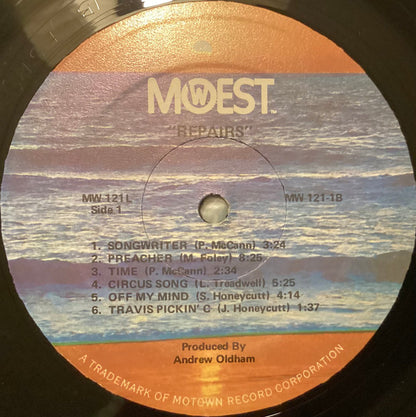 MOWEST™
"REPAIRS"
MW 121L
Side 1
MW 121-1B
1. SONGWRITER (P. McCann) 3:24
2. PREACHER (M. Foley) 8:25
3. TIME (P. McCann) 2:34
4. CIRCUS SONG (L. Treadwell) 5:25
5. OFF MY MIND (S. Honeycutt) 4:14
6. TRAVIS PICKIN' C (J. Honeycutt) 1:37
Produced By
Andrew Oldham
A TRADEMARK OF MOTOWN RECORD CORPORATION